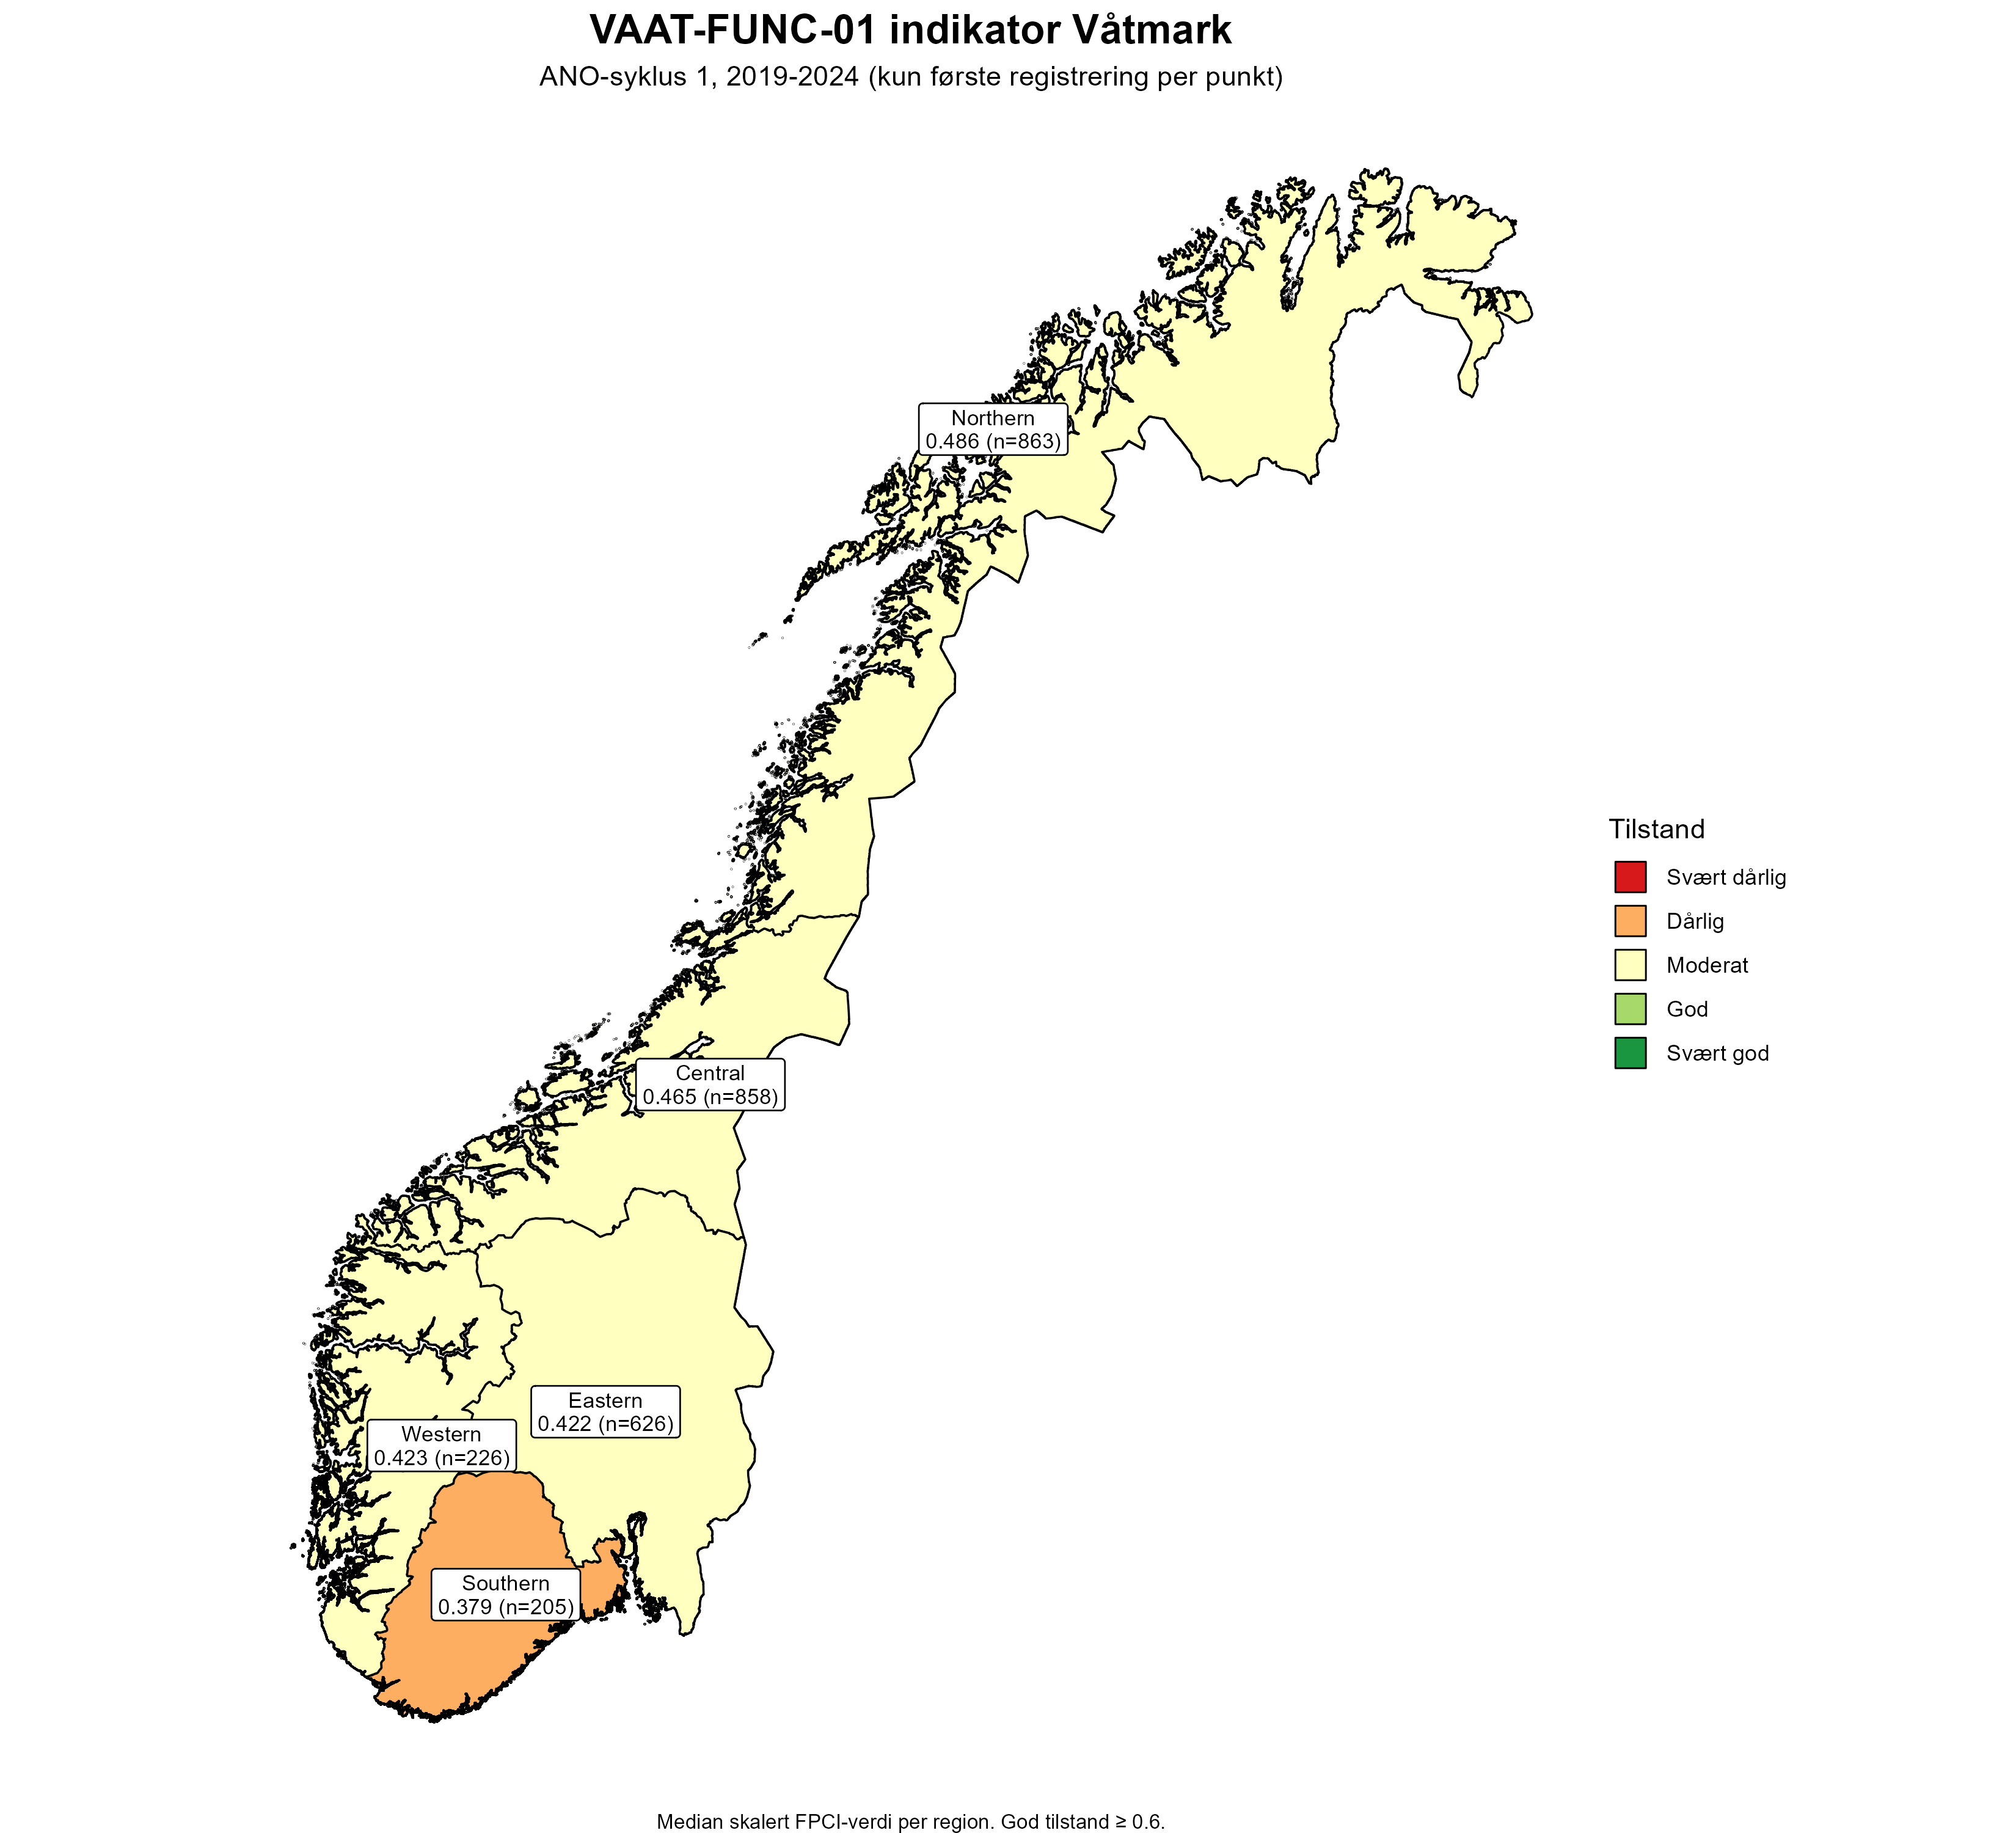 VAAT-FUNC-01 indikator Våtmark
ANO-syklus 1, 2019-2024 (kun første registrering per punkt)
Northern
0.486 (n=863)
Tilstand
Svært dårlig
Dårlig
Moderat
God
Svært god
Central
0.465 (n=858)
Eastern
0.422 (n=626)
Western
0.423 (n=226)
Southern
0.379 (n=205)
Median skalert FPCI-verdi per region. God tilstand ≥ 0.6.